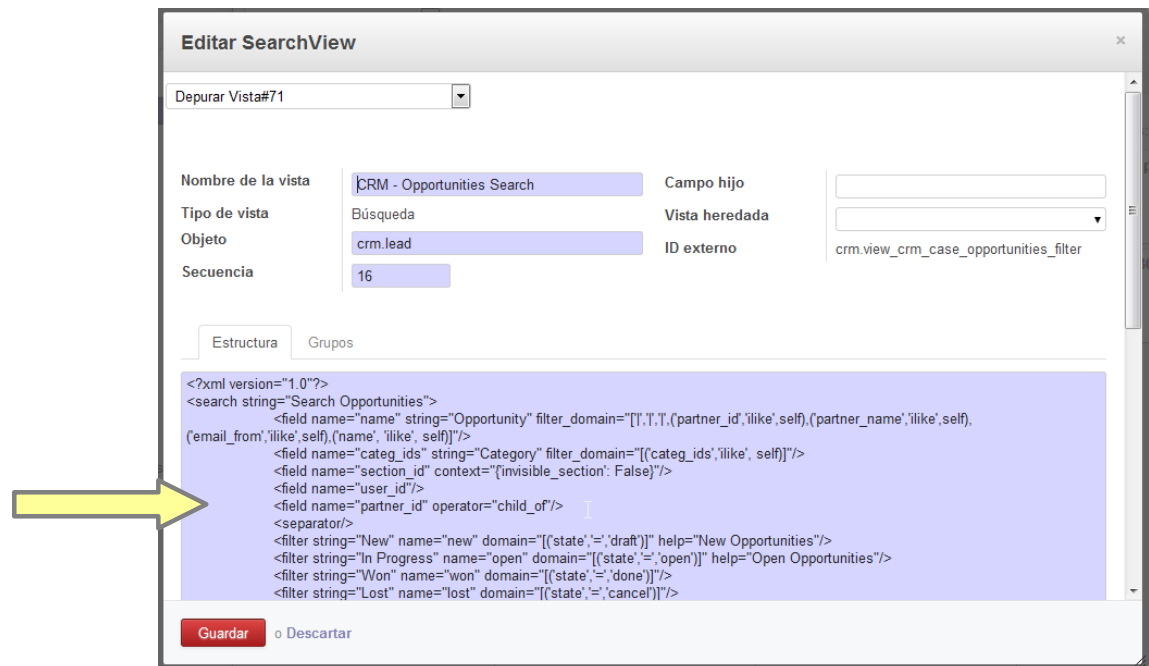 Editar SearchView
×
Depurar Vista#71
Nombre de la vista
CRM - Opportunities Search
Campo hijo
Tipo de vista
Búsqueda
Vista heredada
Objeto
crm.lead
ID externo
crm.view_crm_case_opportunities_filter
Secuencia
16
Estructura
Grupos
<?xml version="1.0"?>
<search string="Search Opportunities">
<field name="name" string="Opportunity" filter_domain="['|','|','|',('partner_id','ilike',self),('partner_name','ilike',self),
('email_from','ilike',self),('name', 'ilike', self)]"/>
<field name="categ_ids" string="Category" filter_domain="[('categ_ids','ilike', self)]"/>
<field name="section_id" context="{'invisible_section': False}"/>
<field name="user_id"/>
<field name="partner_id" operator="child_of"/>
<separator/>
<filter string="New" name="new" domain="[('state','=','draft')]" help="New Opportunities"/>
<filter string="In Progress" name="open" domain="[('state','=','open')]" help="Open Opportunities"/>
<filter string="Won" name="won" domain="[('state','=','done')]"/>
<filter string="Lost" name="lost" domain="[('state','=','cancel')]"/>
Guardar
o Descartar